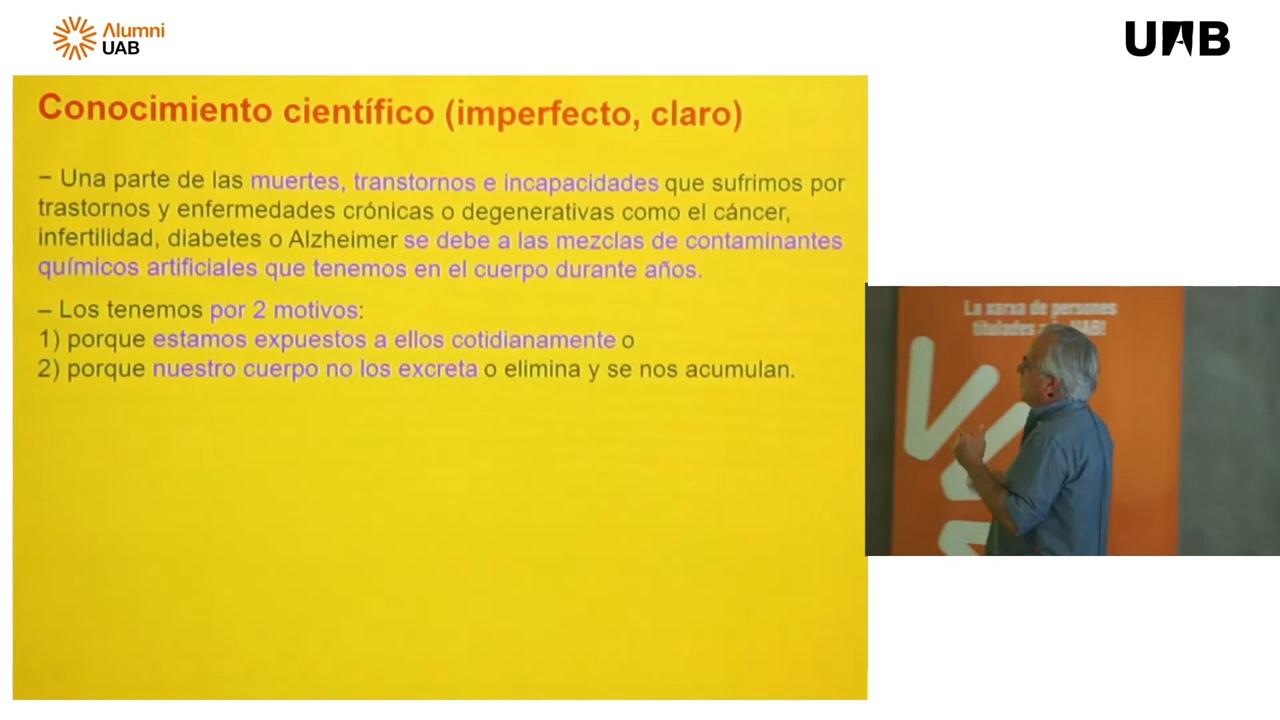 Alumni
UAB
UAB
Conocimiento científico (imperfecto, claro)
– Una parte de las muertes, transtornos e incapacidades que sufrimos por
trastornos y enfermedades crónicas o degenerativas como el cáncer,
infertilidad, diabetes o Alzheimer se debe a las mezclas de contaminantes
químicos artificiales que tenemos en el cuerpo durante años.
– Los tenemos por 2 motivos:
1) porque estamos expuestos a ellos cotidianamente o
2) porque nuestro cuerpo no los excreta o elimina y se nos acumulan.
La xarxa de persones
titulades UAB!